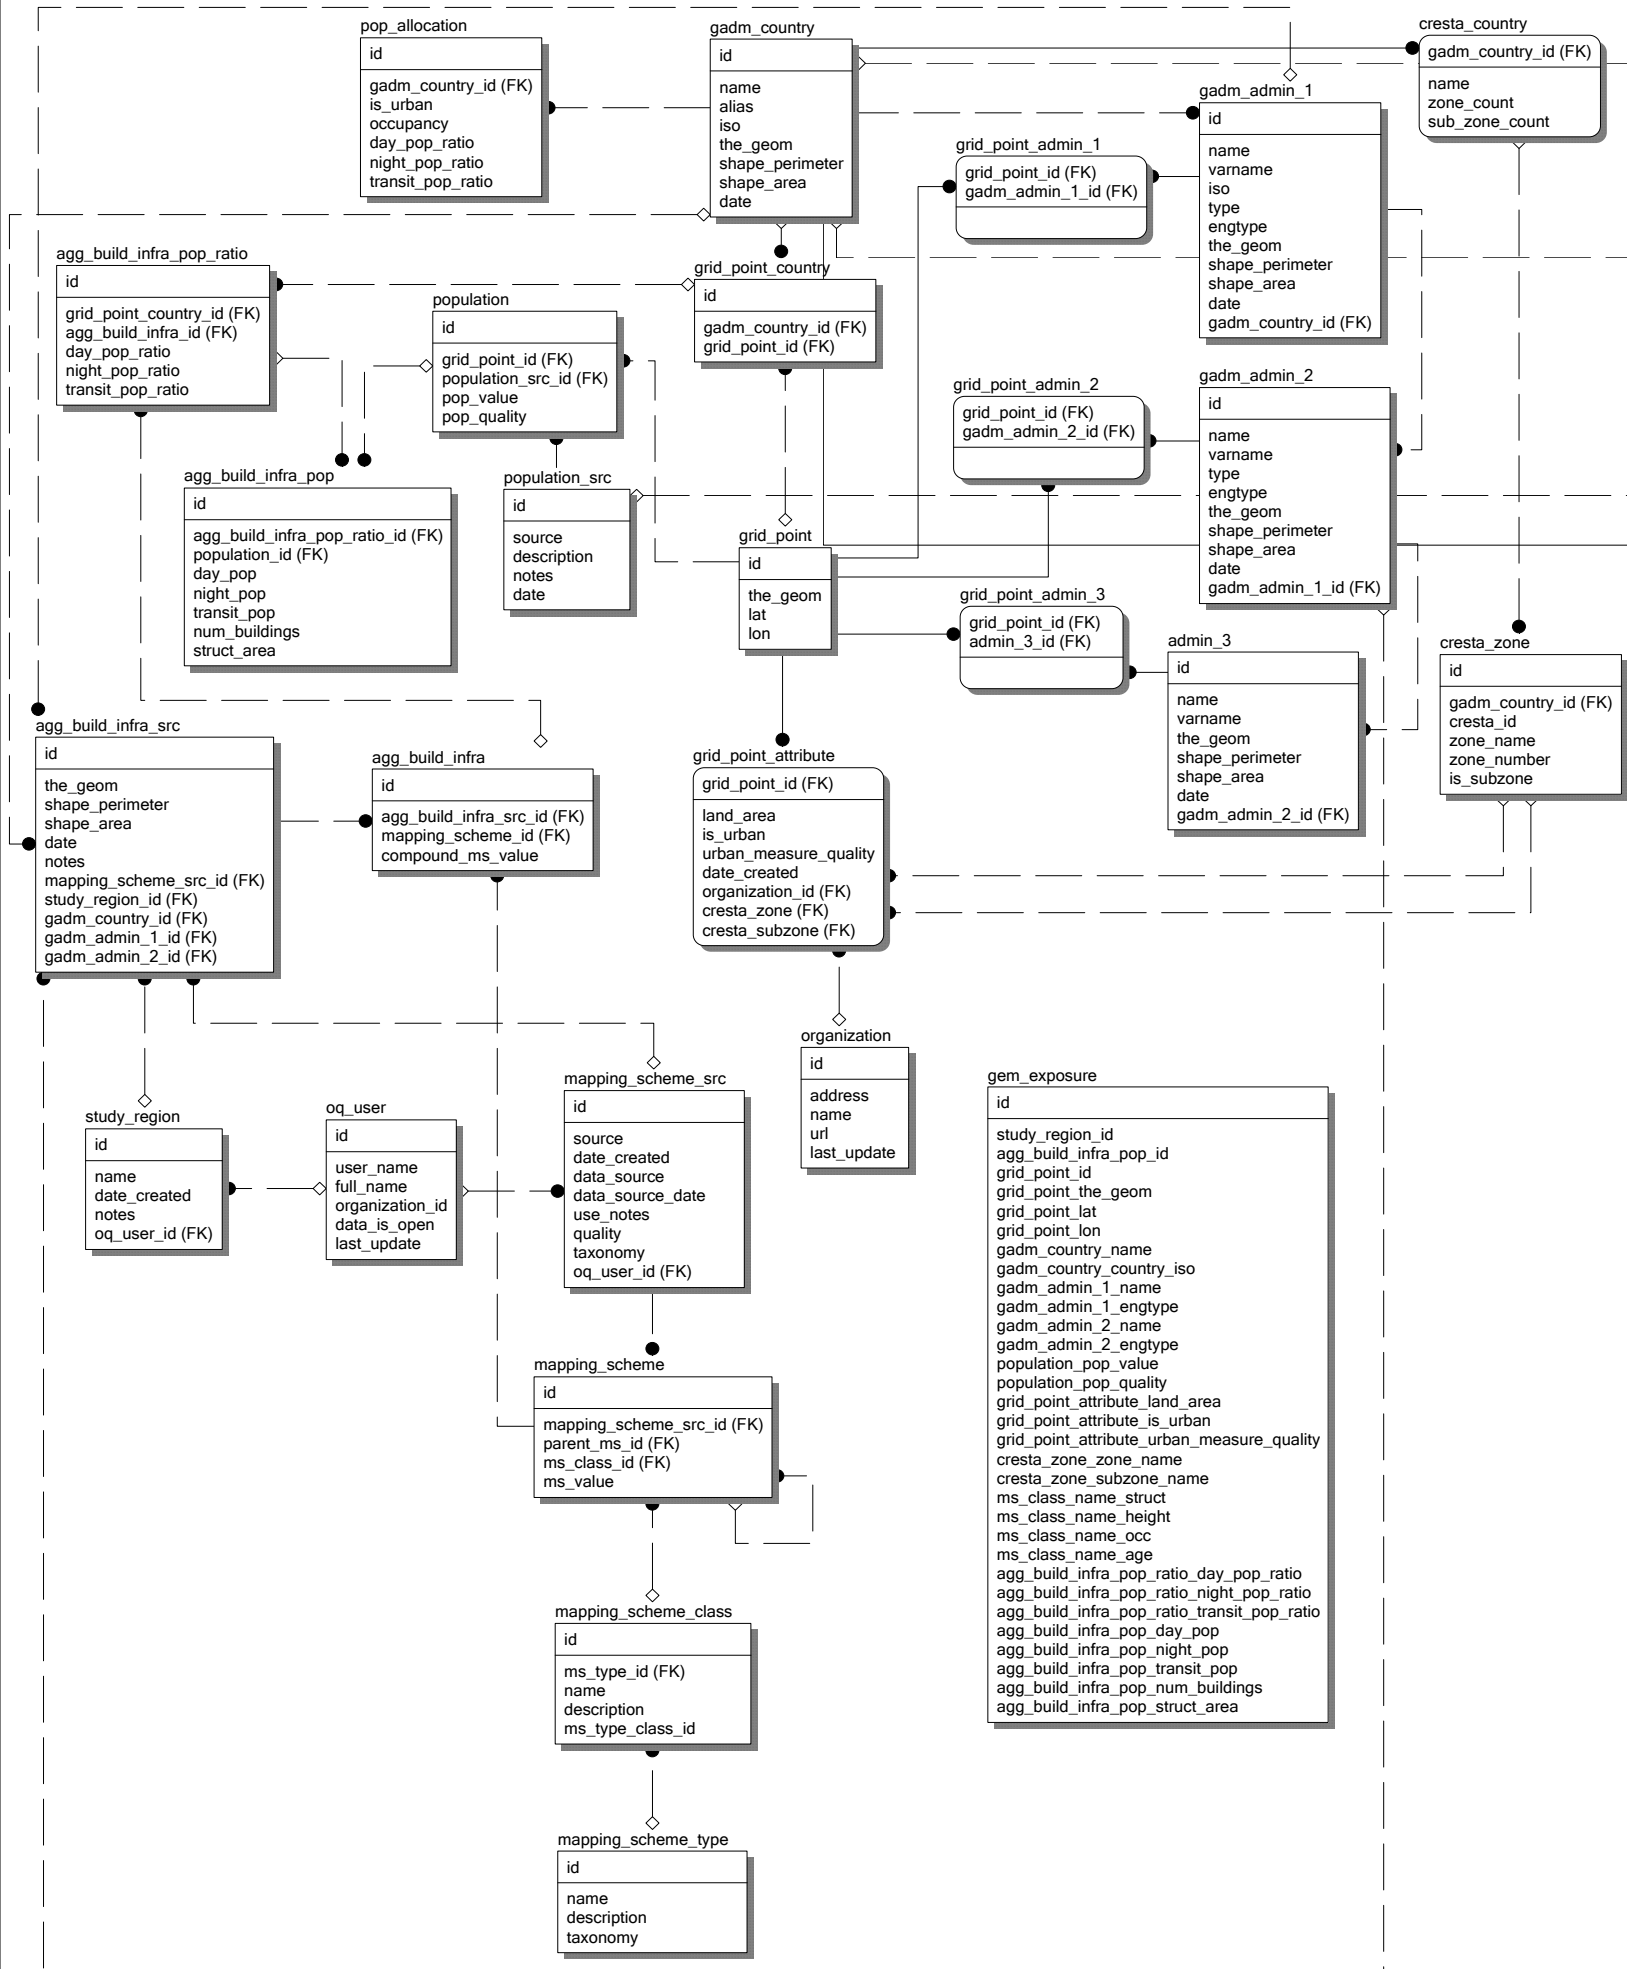 pop_allocation
id
gadm_country_id (FK)
is_urban
occupancy
day_pop_ratio
night_pop_ratio
transit_pop_ratio
gadm_country
id
name
alias
iso
the_geom
shape_perimeter
shape_area
date
cresta_country
gadm_country_id (FK)
name
zone_count
sub_zone_count
gadm_admin_1
id
name
varname
iso
type
engtype
the_geom
shape_perimeter
shape_area
date
gadm_country_id (FK)
grid_point_admin_1
grid_point_id (FK)
gadm_admin_1_id (FK)
agg_build_infra_pop_ratio
id
grid_point_country_id (FK)
agg_build_infra_id (FK)
day_pop_ratio
night_pop_ratio
transit_pop_ratio
population
id
grid_point_id (FK)
population_src_id (FK)
pop_value
pop_quality
grid_point_country
id
gadm_country_id (FK)
grid_point_id (FK)
grid_point_admin_2
grid_point_id (FK)
gadm_admin_2_id (FK)
gadm_admin_2
id
name
varname
type
engtype
the_geom
shape_perimeter
shape_area
date
gadm_admin_1_id (FK)
agg_build_infra_pop
id
agg_build_infra_pop_ratio_id (FK)
population_id (FK)
day_pop
night_pop
transit_pop
num_buildings
struct_area
population_src
id
source
description
notes
date
grid_point
id
the_geom
lat
lon
grid_point_admin_3
grid_point_id (FK)
admin_3_id (FK)
admin_3
id
name
varname
the_geom
shape_perimeter
shape_area
date
gadm_admin_2_id (FK)
cresta_zone
id
gadm_country_id (FK)
cresta_id
zone_name
zone_number
is_subzone
agg_build_infra_src
id
the_geom
shape_perimeter
shape_area
date
notes
mapping_scheme_src_id (FK)
study_region_id (FK)
gadm_country_id (FK)
gadm_admin_1_id (FK)
gadm_admin_2_id (FK)
agg_build_infra
id
agg_build_infra_src_id (FK)
mapping_scheme_id (FK)
compound_ms_value
grid_point_attribute
grid_point_id (FK)
land_area
is_urban
urban_measure_quality
date_created
organization_id (FK)
cresta_zone (FK)
cresta_subzone (FK)
organization
id
address
name
url
last_update
study_region
id
name
date_created
notes
oq_user_id (FK)
oq_user
id
user_name
full_name
organization_id
data_is_open
last_update
mapping_scheme_src
id
source
date_created
data_source
data_source_date
use_notes
quality
taxonomy
oq_user_id (FK)
gem_exposure
id
study_region_id
agg_build_infra_pop_id
grid_point_id
grid_point_the_geom
grid_point_lat
grid_point_lon
gadm_country_name
gadm_country_country_iso
gadm_admin_1_name
gadm_admin_1_engtype
gadm_admin_2_name
gadm_admin_2_engtype
population_pop_value
population_pop_quality
grid_point_attribute_land_area
grid_point_attribute_is_urban
grid_point_attribute_urban_measure_quality
cresta_zone_zone_name
cresta_zone_subzone_name
ms_class_name_struct
ms_class_name_height
ms_class_name_occ
ms_class_name_age
agg_build_infra_pop_ratio_day_pop_ratio
agg_build_infra_pop_ratio_night_pop_ratio
agg_build_infra_pop_ratio_transit_pop_ratio
agg_build_infra_pop_day_pop
agg_build_infra_pop_night_pop
agg_build_infra_pop_transit_pop
agg_build_infra_pop_num_buildings
agg_build_infra_pop_struct_area
mapping_scheme
id
mapping_scheme_src_id (FK)
parent_ms_id (FK)
ms_class_id (FK)
ms_value
mapping_scheme_class
id
ms_type_id (FK)
name
description
ms_type_class_id
mapping_scheme_type
id
name
description
taxonomy